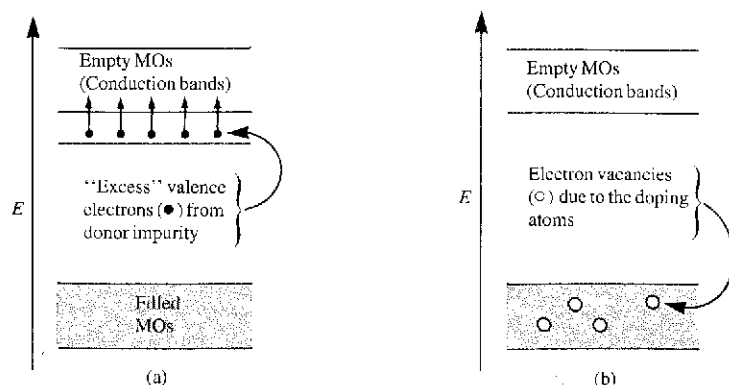 Empty MOs
(Conduction bands)
E
"Excess" valence
electrons (●) from
donor impurity
Filled
MOs
(a)
Empty MOs
(Conduction bands)
E
Electron vacancies
(○) due to the doping
atoms
(b)